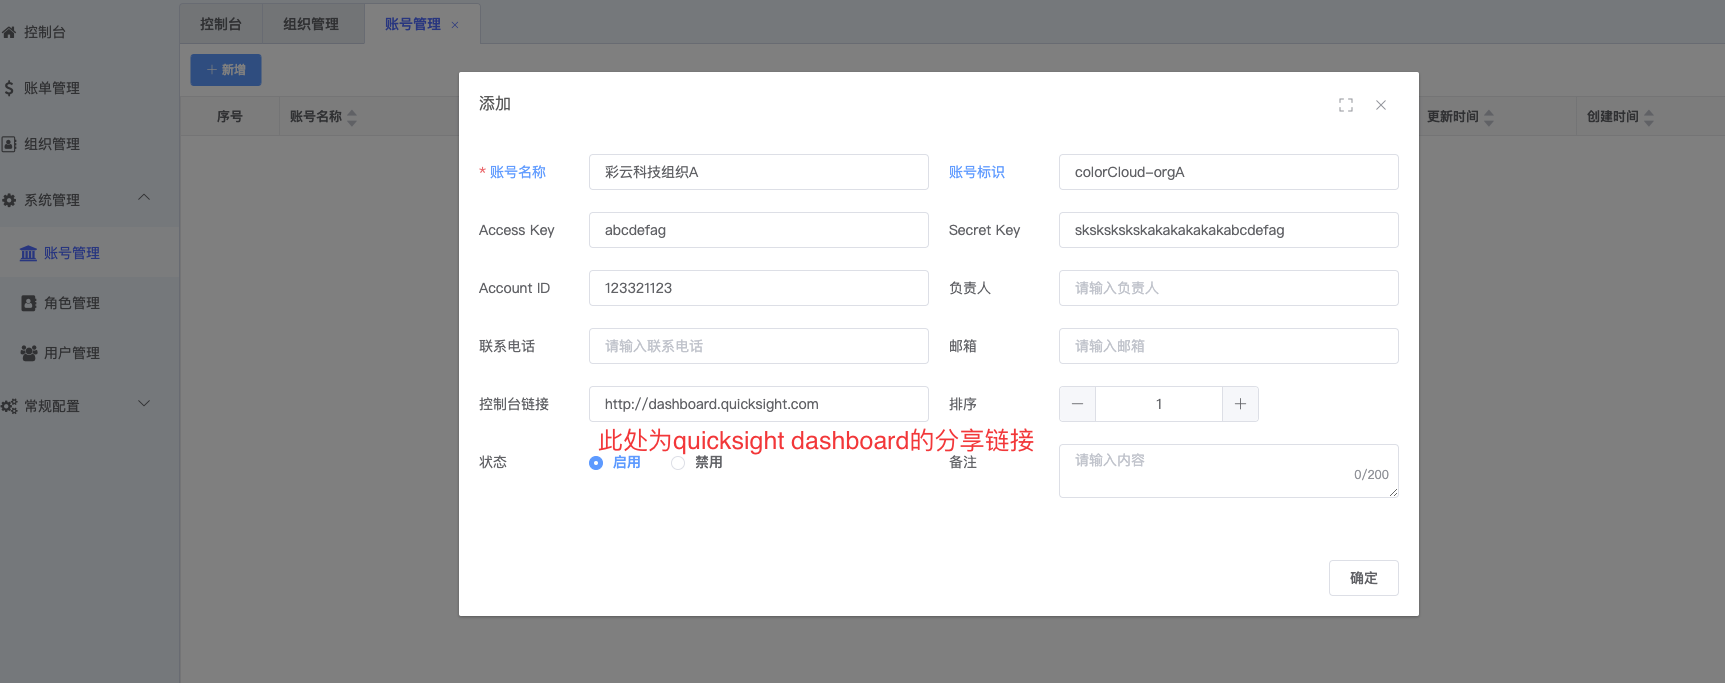 控制台
账单管理
组织管理
系统管理
账号管理
角色管理
用户管理
常规配置
控制台 组织管理 账号管理 ×
+ 新增
序号 账号名称 更新时间 创建时间
添加
* 账号名称 彩云科技组织A 账号标识 colorCloud-orgA
Access Key abcdefag Secret Key skskskskskakakakakakabcdefag
Account ID 123321123 负责人 请输入负责人
联系电话 请输入联系电话 邮箱 请输入邮箱
控制台链接 http://dashboard.quicksight.com 排序 1
此处为quicksight dashboard的分享链接
状态 启用 禁用 备注 请输入内容
0/200
确定